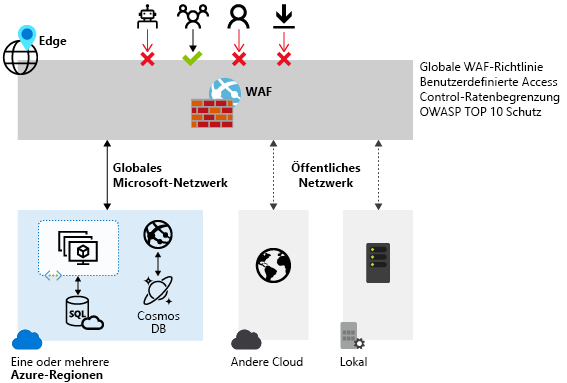 Edge
WAF
Globale WAF-Richtlinie
Benutzerdefinierte Access
Control-Ratenbegrenzung
OWASP TOP 10 Schutz
Globales
Microsoft-Netzwerk
Öffentliches
Netzwerk
SQL
Cosmos
DB
Eine oder mehrere
Azure-Regionen
Andere Cloud
Lokal